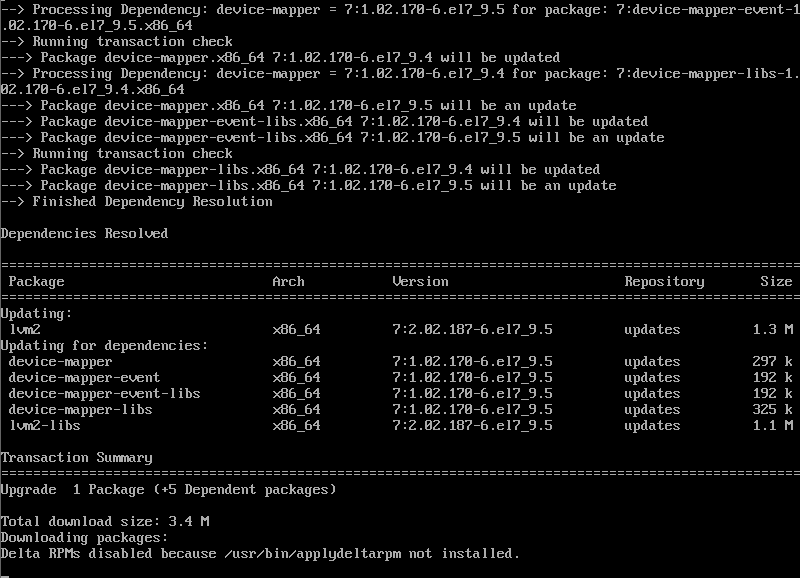 --> Processing Dependency: device-mapper = 7:1.02.170-6.el7_9.5 for package: 7:device-mapper-event-1
.02.170-6.el7_9.5.x86_64
--> Running transaction check
---> Package device-mapper.x86_64 7:1.02.170-6.el7_9.4 will be updated
--> Processing Dependency: device-mapper = 7:1.02.170-6.el7_9.4 for package: 7:device-mapper-libs-1.
02.170-6.el7_9.4.x86_64
---> Package device-mapper.x86_64 7:1.02.170-6.el7_9.5 will be an update
---> Package device-mapper-event-libs.x86_64 7:1.02.170-6.el7_9.4 will be updated
---> Package device-mapper-event-libs.x86_64 7:1.02.170-6.el7_9.5 will be an update
--> Running transaction check
---> Package device-mapper-libs.x86_64 7:1.02.170-6.el7_9.4 will be updated
---> Package device-mapper-libs.x86_64 7:1.02.170-6.el7_9.5 will be an update
--> Finished Dependency Resolution
Dependencies Resolved
====================================================================================================
Package Arch Version Repository Size
====================================================================================================
Updating:
lvm2 x86_64 7:2.02.187-6.el7_9.5 updates 1.3 M
Updating for dependencies:
device-mapper x86_64 7:1.02.170-6.el7_9.5 updates 297 k
device-mapper-event x86_64 7:1.02.170-6.el7_9.5 updates 192 k
device-mapper-event-libs x86_64 7:1.02.170-6.el7_9.5 updates 192 k
device-mapper-libs x86_64 7:1.02.170-6.el7_9.5 updates 325 k
lvm2-libs x86_64 7:2.02.187-6.el7_9.5 updates 1.1 M
Transaction Summary
====================================================================================================
Upgrade 1 Package (+5 Dependent packages)
Total download size: 3.4 M
Downloading packages:
Delta RPMs disabled because /usr/bin/applydeltarpm not installed.